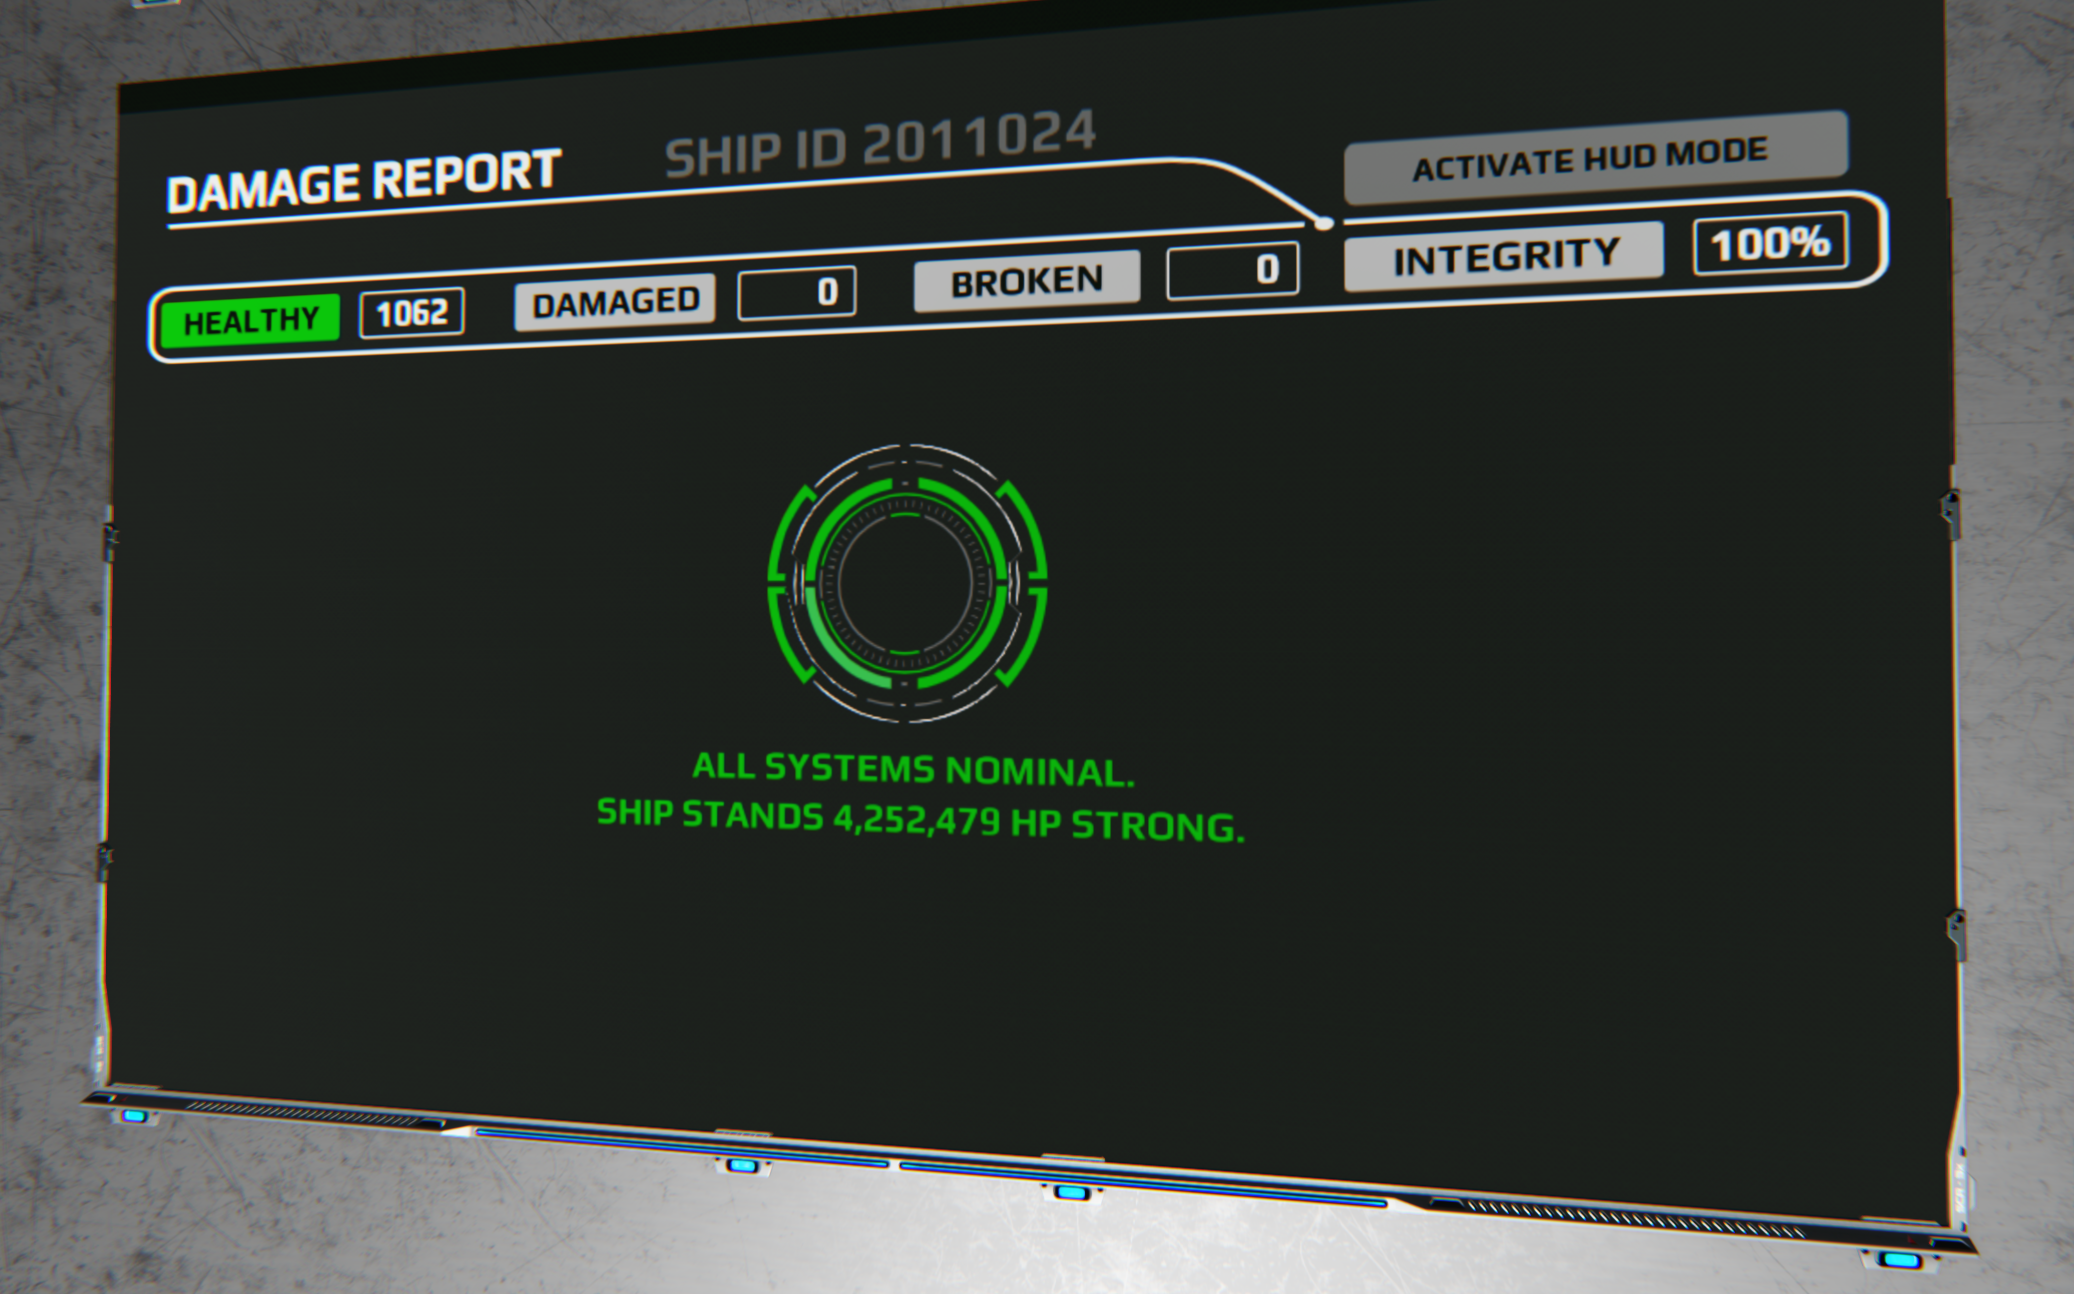 DAMAGE REPORT
SHIP ID 2011024
ACTIVATE HUD MODE
HEALTHY 1062 DAMAGED 0 BROKEN 0 INTEGRITY 100%
ALL SYSTEMS NOMINAL.
SHIP STANDS 4,252,479 HP STRONG.